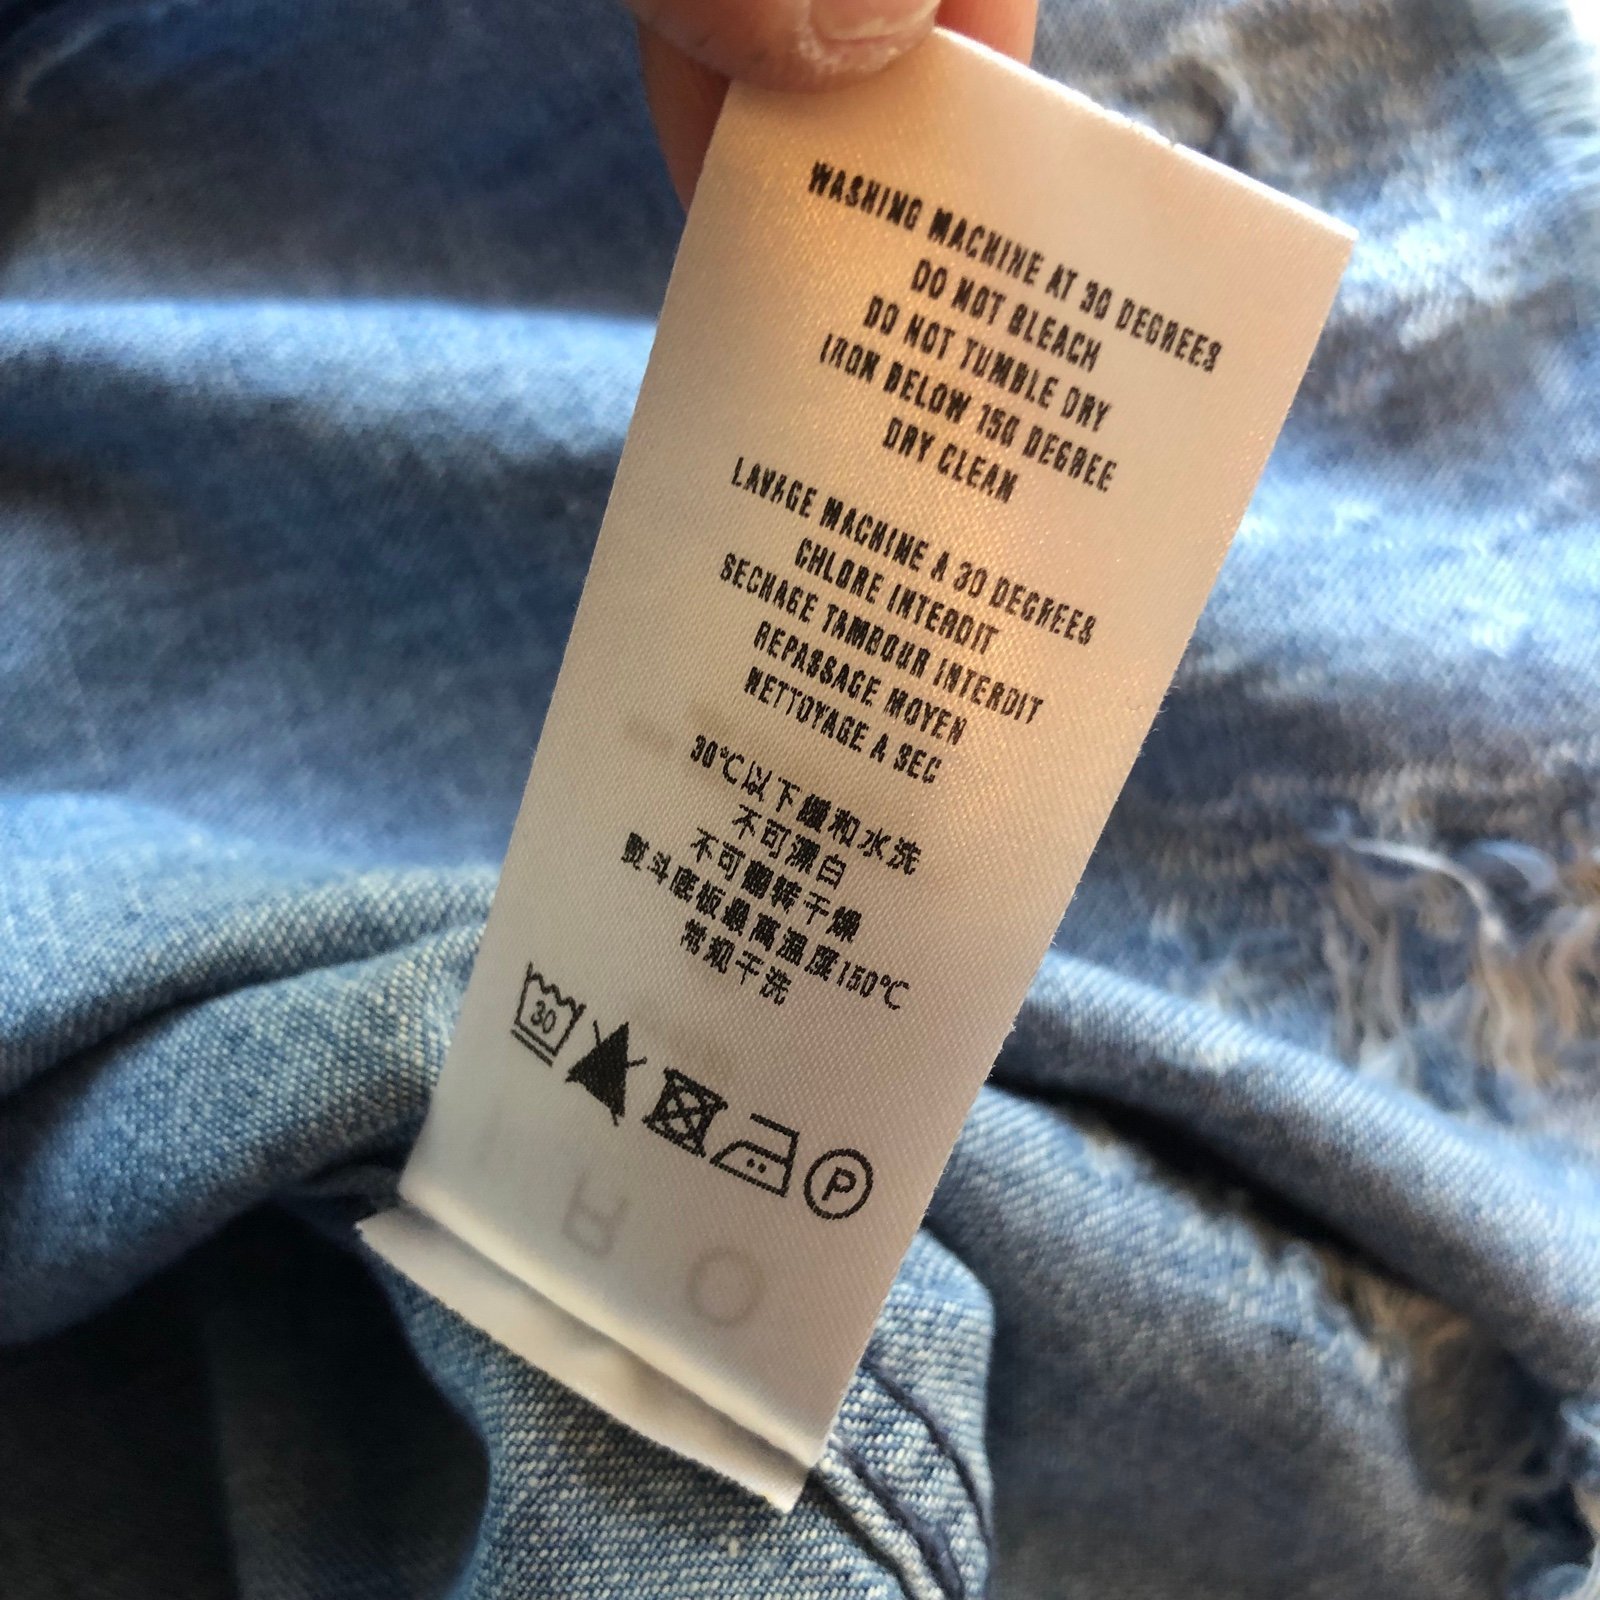 WASHING MACHINE AT 30 DEGREES
DO NOT BLEACH
DO NOT TUMBLE DRY
IRON BELOW 150 DEGREE
DRY CLEAN
LAVAGE MACHINE A 30 DEGREES
CHLORE INTERDIT
SECHAGE TAMBOUR INTERDIT
REPASSAGE MOYEN
NETTOYAGE A SEC
30℃以下緩和水洗
不可漂白
不可翻转干燥
熨斗底板最高温度150℃
常规干洗
30
P